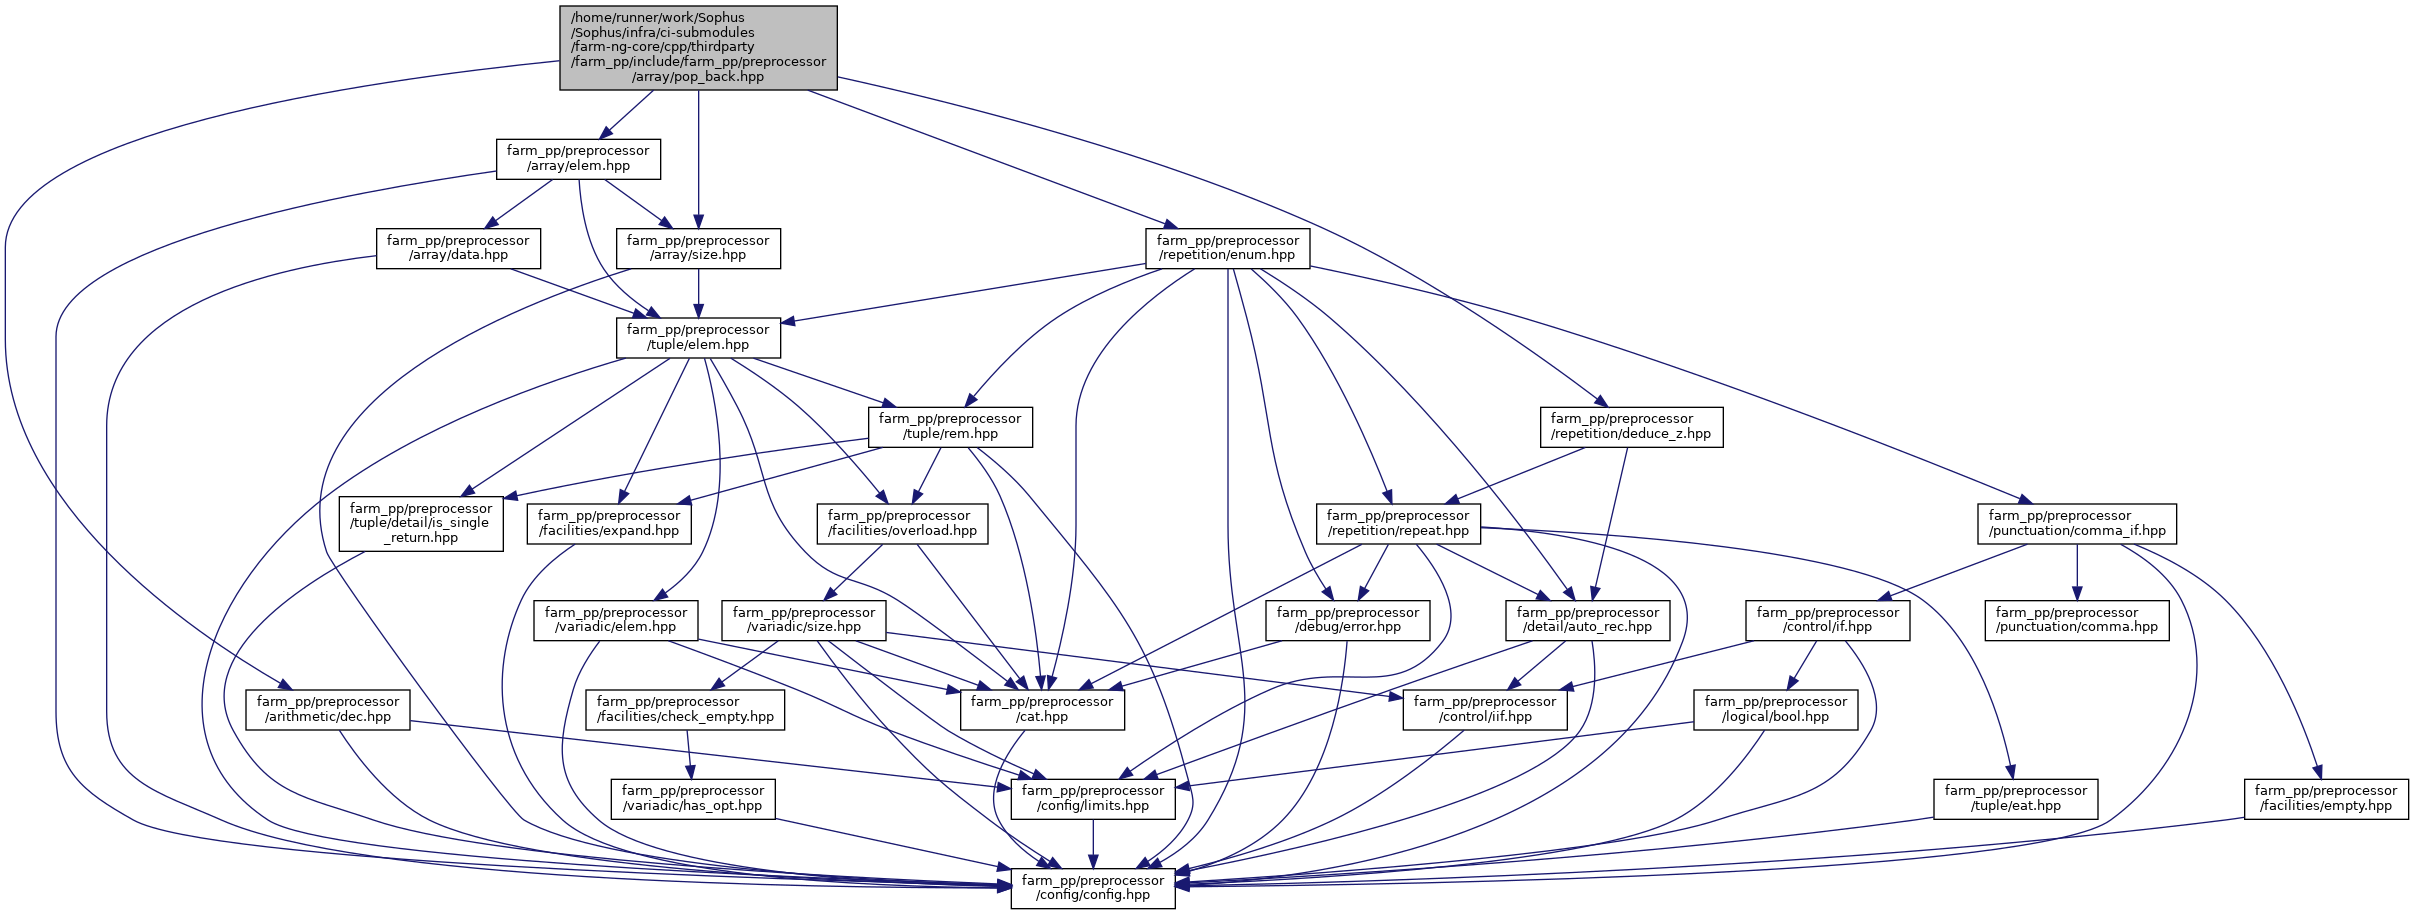 /home/runner/work/Sophus
/Sophus/infra/ci-submodules
/farm-ng-core/cpp/thirdparty
/farm_pp/include/farm_pp/preprocessor
/array/pop_back.hpp
farm_pp/preprocessor
/array/elem.hpp
farm_pp/preprocessor
/array/data.hpp
farm_pp/preprocessor
/array/size.hpp
farm_pp/preprocessor
/repetition/enum.hpp
farm_pp/preprocessor
/tuple/elem.hpp
farm_pp/preprocessor
/tuple/rem.hpp
farm_pp/preprocessor
/repetition/deduce_z.hpp
farm_pp/preprocessor
/tuple/detail/is_single
_return.hpp
farm_pp/preprocessor
/facilities/expand.hpp
farm_pp/preprocessor
/facilities/overload.hpp
farm_pp/preprocessor
/repetition/repeat.hpp
farm_pp/preprocessor
/punctuation/comma_if.hpp
farm_pp/preprocessor
/variadic/elem.hpp
farm_pp/preprocessor
/variadic/size.hpp
farm_pp/preprocessor
/debug/error.hpp
farm_pp/preprocessor
/detail/auto_rec.hpp
farm_pp/preprocessor
/control/if.hpp
farm_pp/preprocessor
/punctuation/comma.hpp
farm_pp/preprocessor
/arithmetic/dec.hpp
farm_pp/preprocessor
/facilities/check_empty.hpp
farm_pp/preprocessor
/cat.hpp
farm_pp/preprocessor
/control/iif.hpp
farm_pp/preprocessor
/logical/bool.hpp
farm_pp/preprocessor
/variadic/has_opt.hpp
farm_pp/preprocessor
/config/limits.hpp
farm_pp/preprocessor
/tuple/eat.hpp
farm_pp/preprocessor
/facilities/empty.hpp
farm_pp/preprocessor
/config/config.hpp